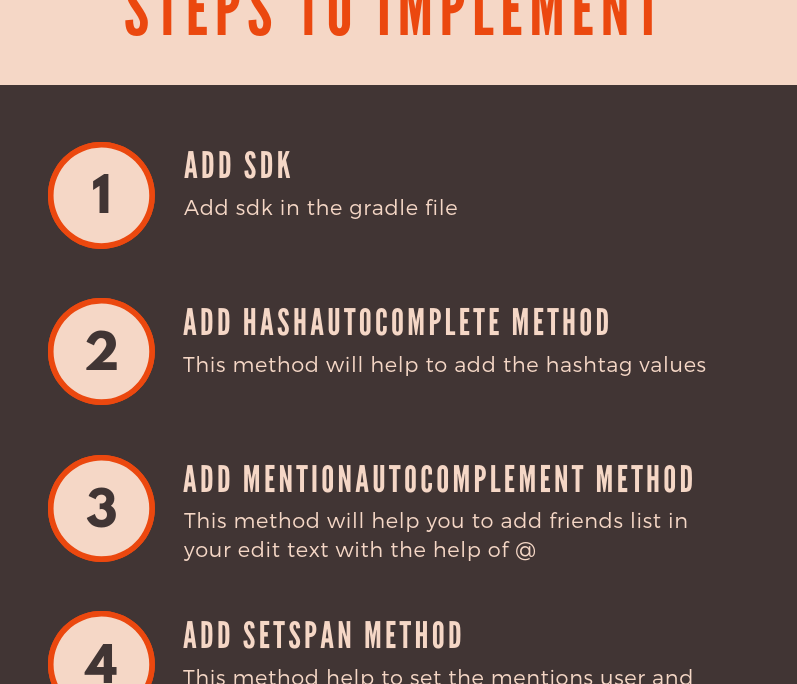 STEPS TO IMPLEMENT
1
ADD SDK
Add sdk in the gradle file
2
ADD HASHAUTOCOMPLETE METHOD
This method will help to add the hashtag values
3
ADD MENTIONAUTOCOMPLEMENT METHOD
This method will help you to add friends list in
your edit text with the help of @
4
ADD SETSPAN METHOD
This method help to set the mentions user and